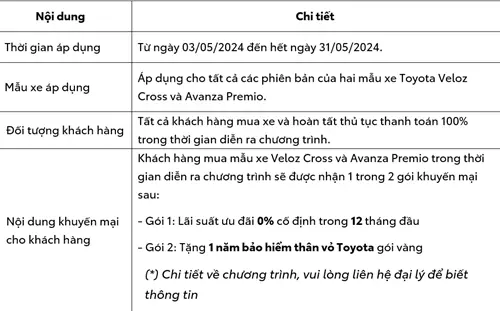 Nội dung
Chi tiết
Thời gian áp dụng
Từ ngày 03/05/2024 đến hết ngày 31/05/2024.
Mẫu xe áp dụng
Áp dụng cho tất cả các phiên bản của hai mẫu xe Toyota Veloz
Cross và Avanza Premio.
Đối tượng khách hàng
Tất cả khách hàng mua xe và hoàn tất thủ tục thanh toán 100%
trong thời gian diễn ra chương trình.
Nội dung khuyến mại
cho khách hàng
Khách hàng mua mẫu xe Veloz Cross và Avanza Premio trong thời
gian diễn ra chương trình sẽ được nhận 1 trong 2 gói khuyến mại
sau:
- Gói 1: Lãi suất ưu đãi 0% cố định trong 12 tháng đầu
- Gói 2: Tặng 1 năm bảo hiểm thân vỏ Toyota gói vàng
(*) Chi tiết về chương trình, vui lòng liên hệ đại lý để biết
thông tin